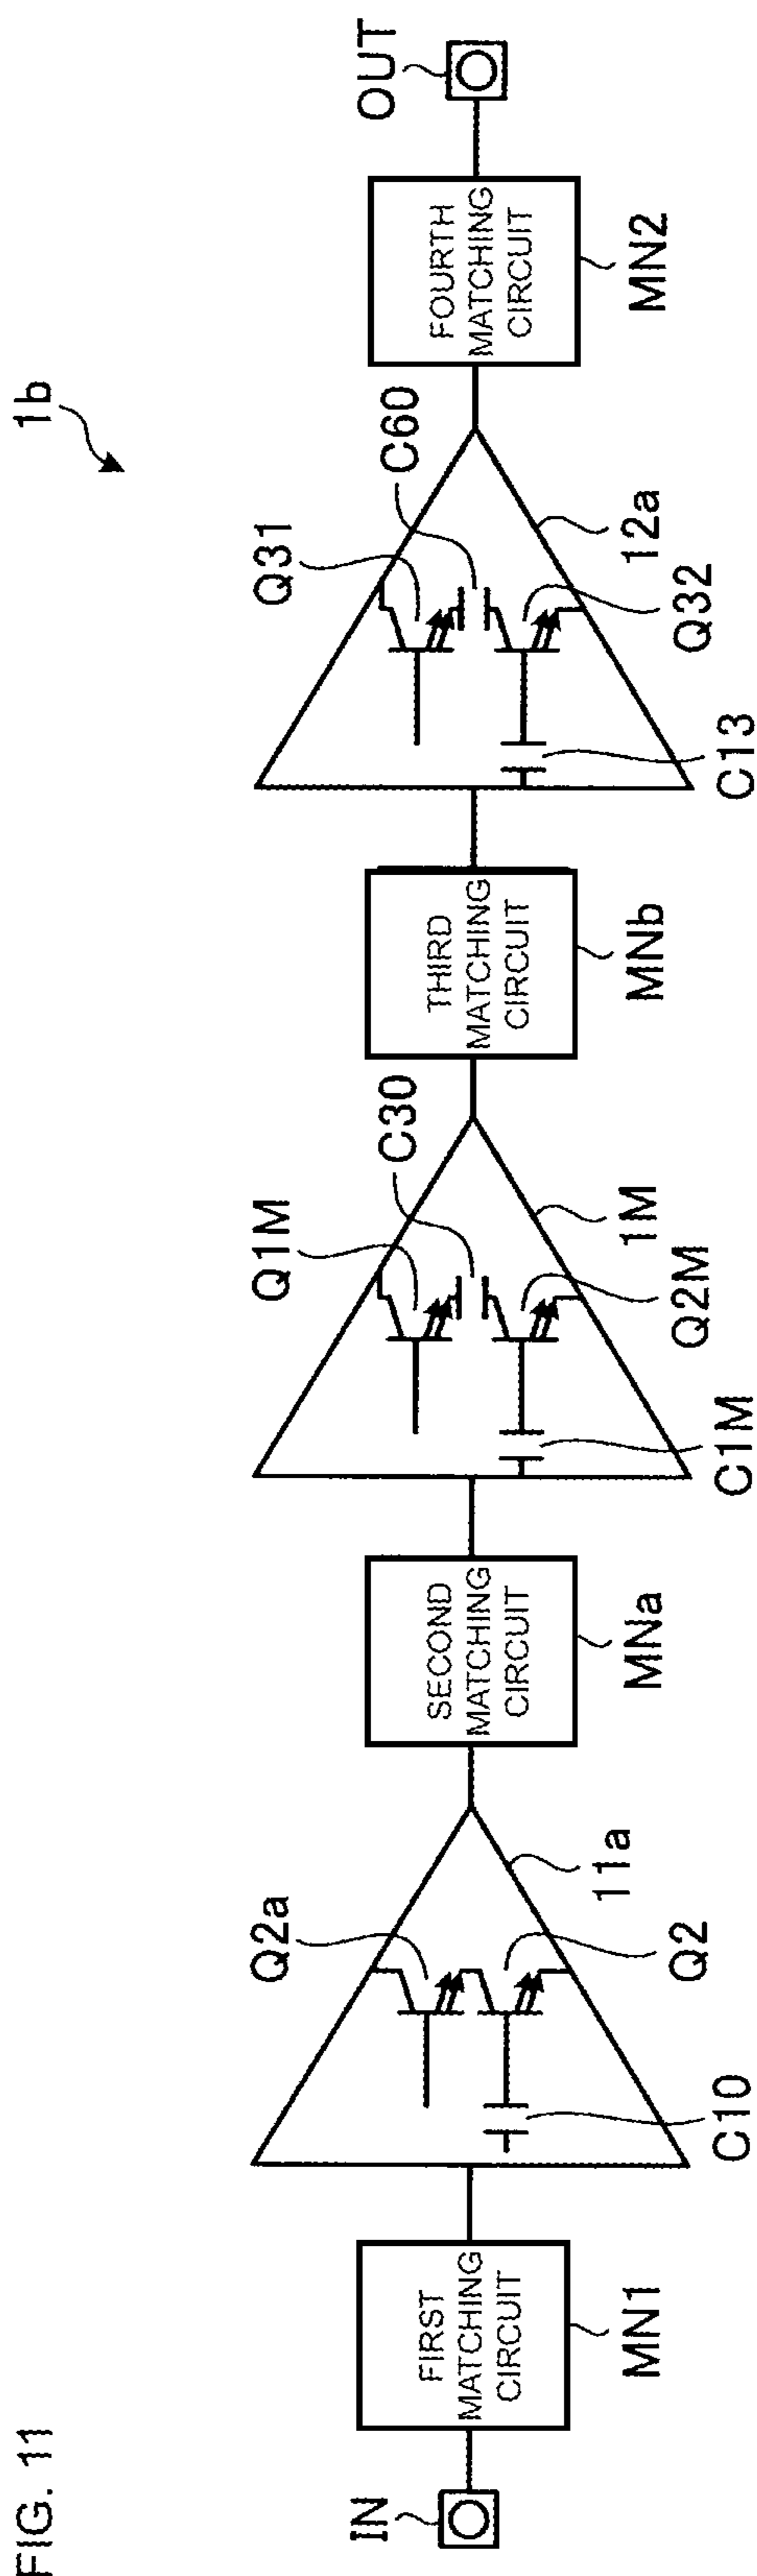 FIG. 11
1b
IN
FIRST
MATCHING
CIRCUIT
MN1
Q2a
Q2
C10
11a
SECOND
MATCHING
CIRCUIT
MNa
Q1M
C30
Q2M
C1M
1M
THIRD
MATCHING
CIRCUIT
MNb
Q31
C60
Q32
C13
12a
FOURTH
MATCHING
CIRCUIT
MN2
OUT